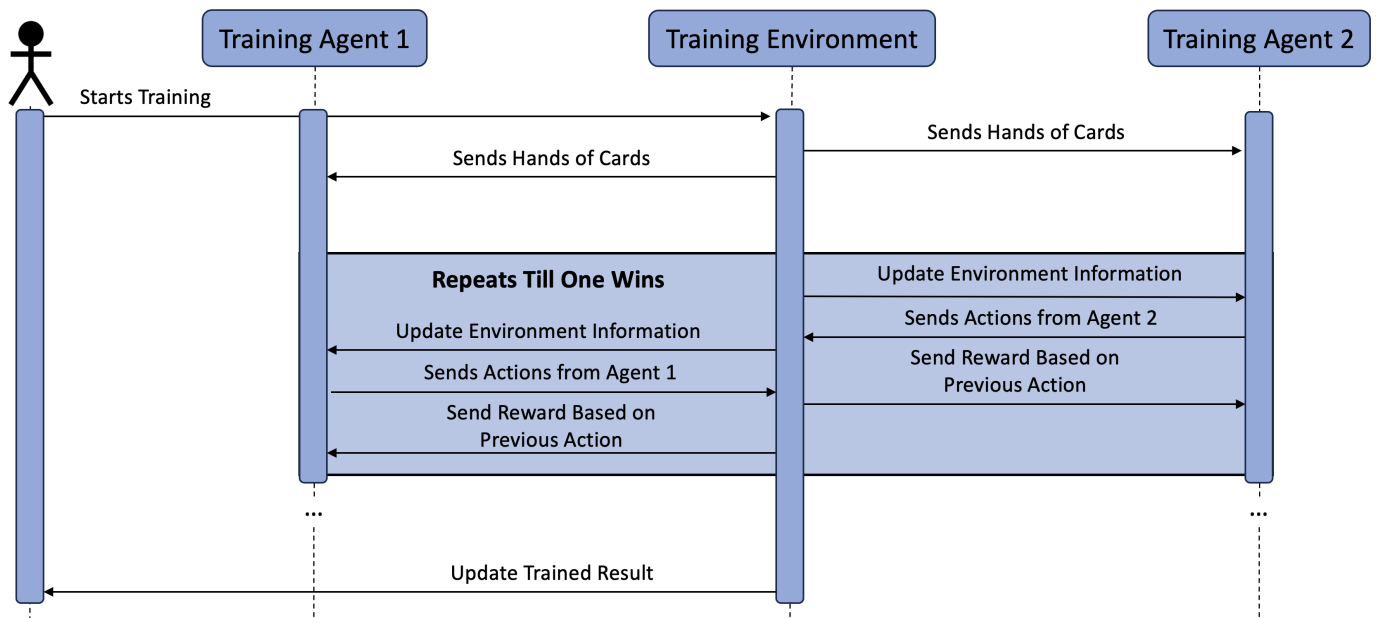 Training Agent 1
Training Environment
Training Agent 2
Starts Training
Sends Hands of Cards
Sends Hands of Cards
Repeats Till One Wins
Update Environment Information
Sends Actions from Agent 2
Update Environment Information
Send Reward Based on
Previous Action
Sends Actions from Agent 1
Send Reward Based on
Previous Action
...
...
Update Trained Result